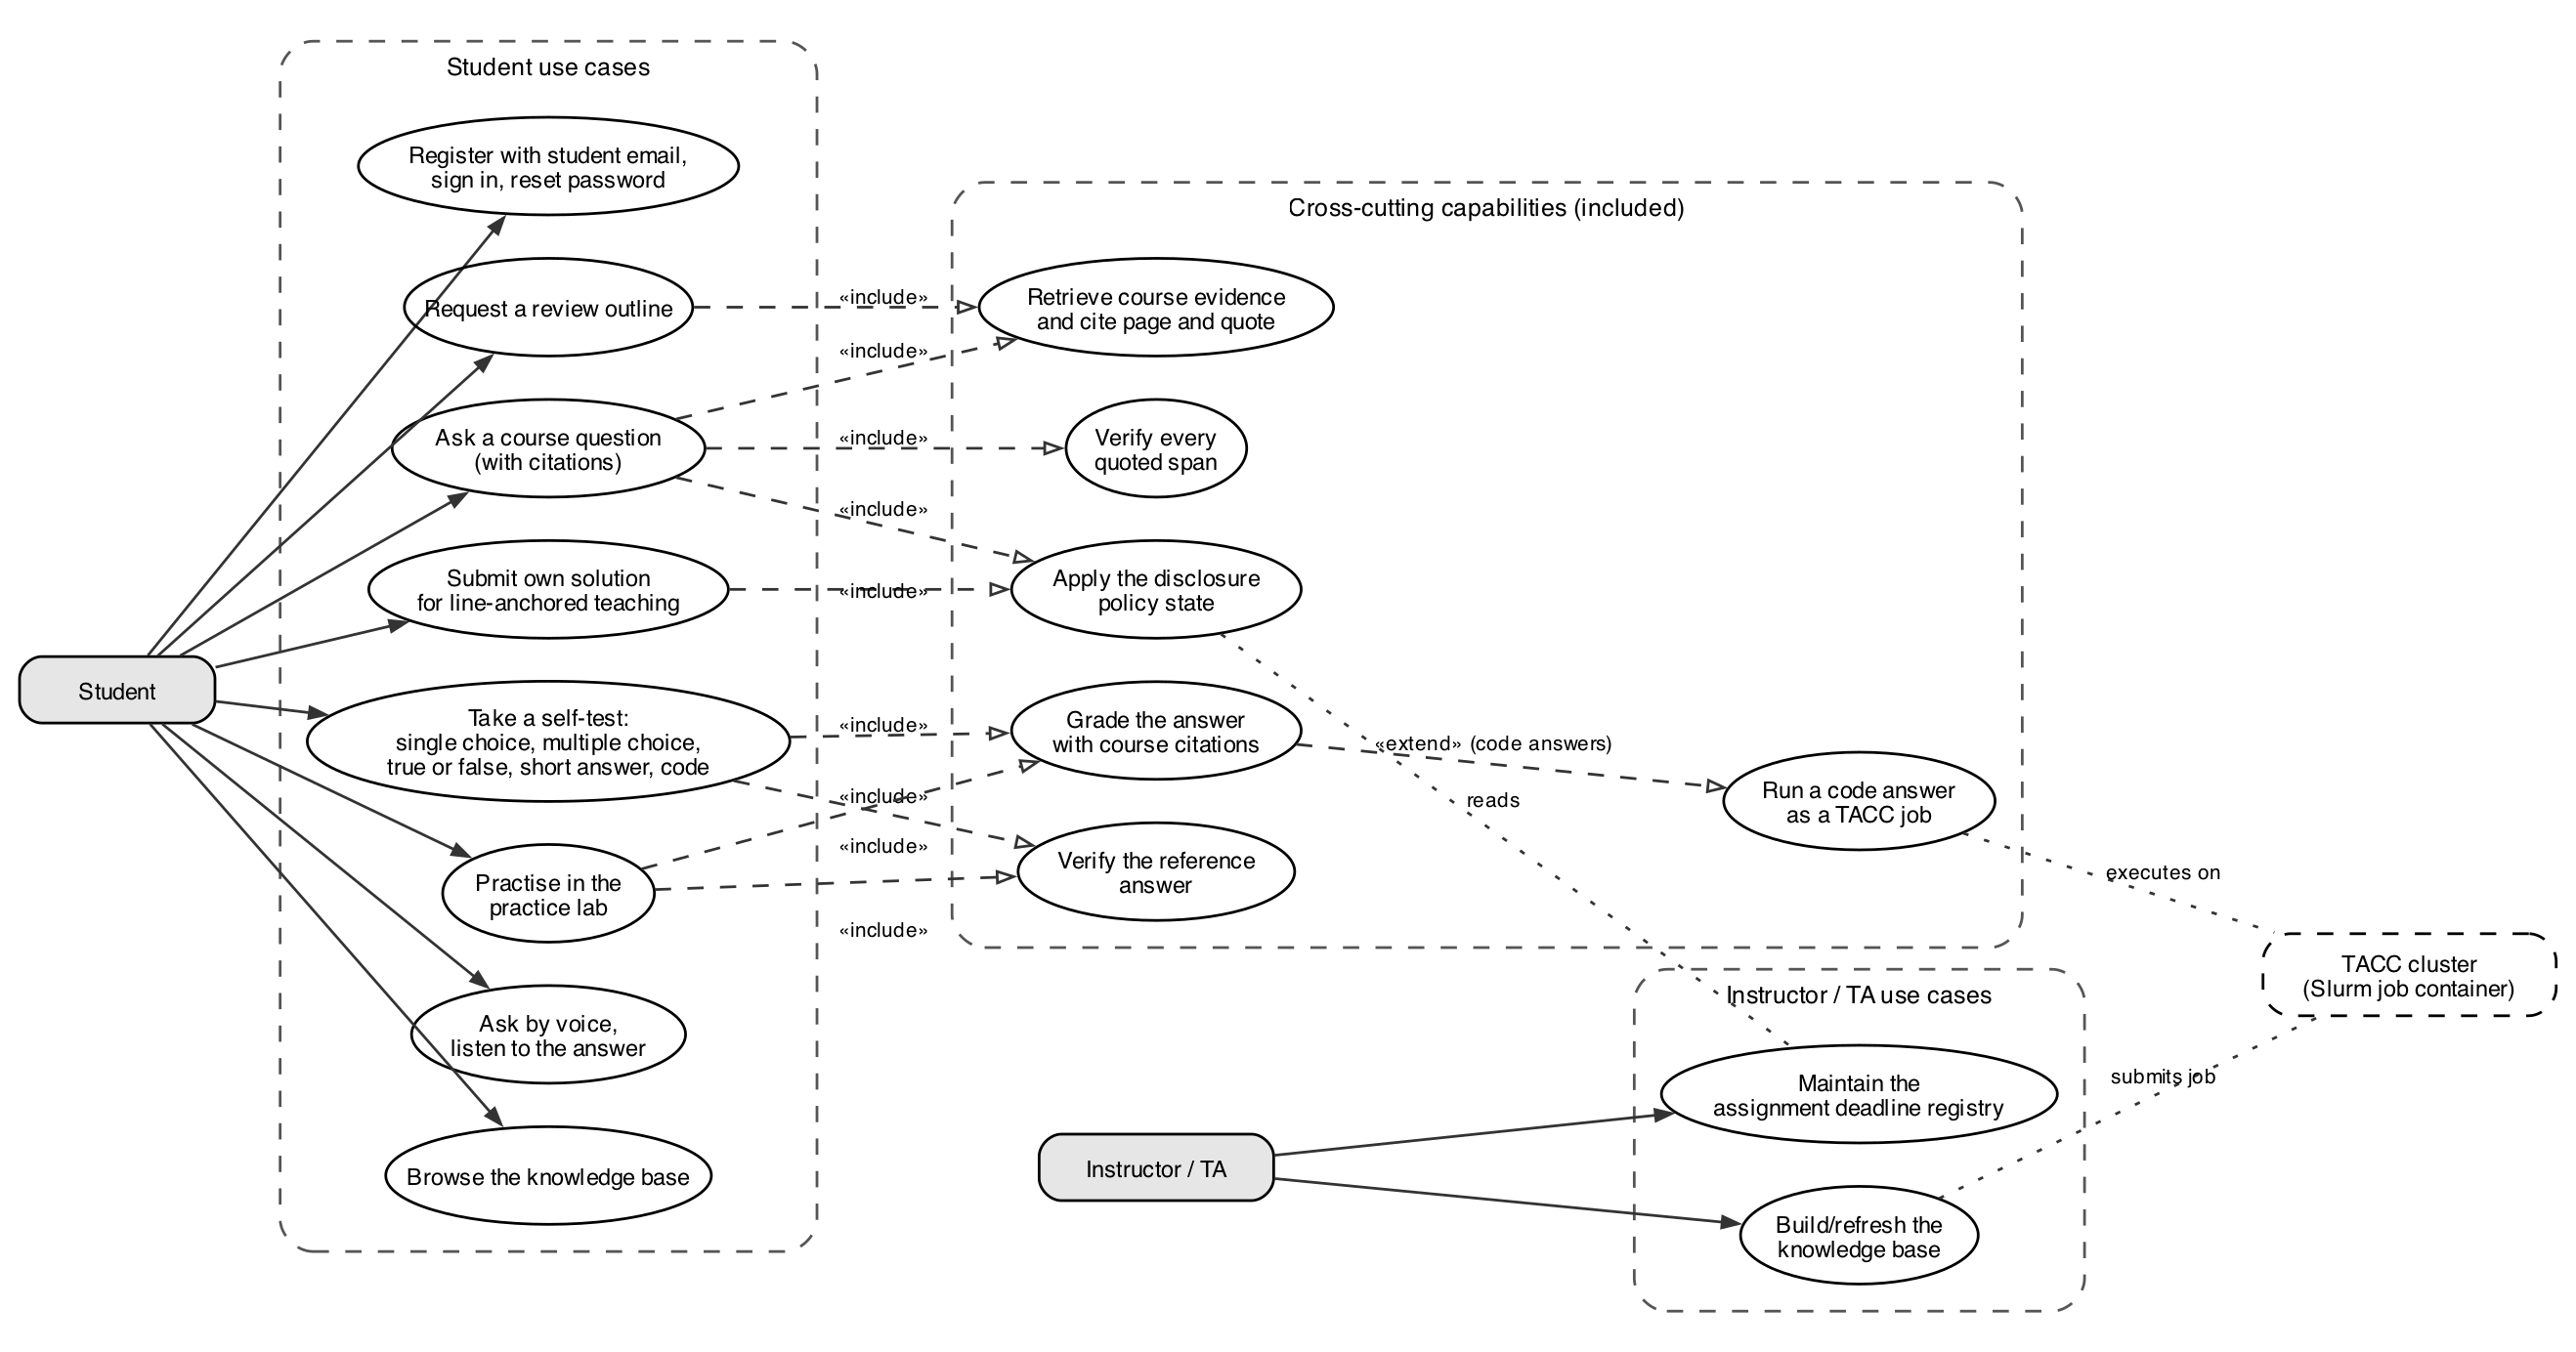 Student use cases
Register with student email,
sign in, reset password
Request a review outline
Ask a course question
(with citations)
Submit own solution
for line-anchored teaching
Student
Take a self-test:
single choice, multiple choice,
true or false, short answer, code
Practise in the
practice lab
Ask by voice,
listen to the answer
Browse the knowledge base
«include»
«include»
«include»
«include»
«include»
«include»
«include»
«include»
«include»
Cross-cutting capabilities (included)
Retrieve course evidence
and cite page and quote
Verify every
quoted span
Apply the disclosure
policy state
Grade the answer
with course citations
Verify the reference
answer
«extend» (code answers)
reads
Run a code answer
as a TACC job
executes on
TACC cluster
(Slurm job container)
submits job
Instructor / TA
Instructor / TA use cases
Maintain the
assignment deadline registry
Build/refresh the
knowledge base